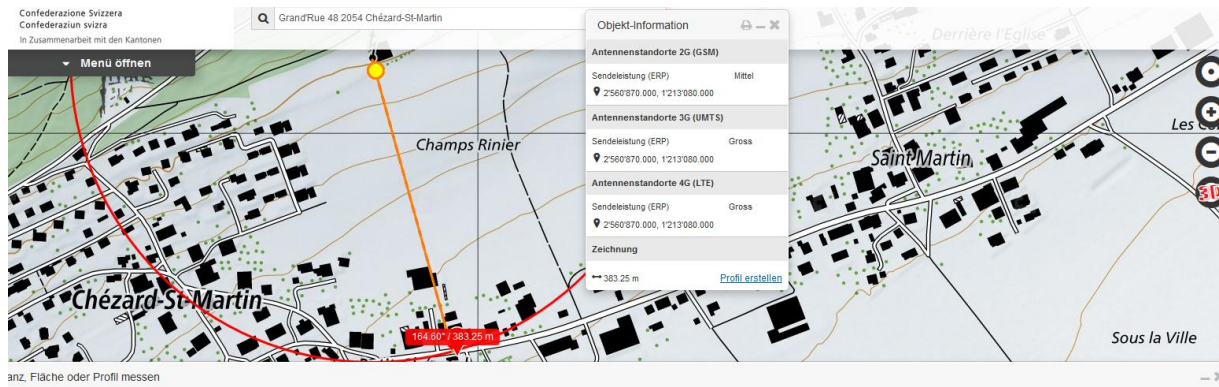 Confederazione Svizzera
Confederaziun svizra
In Zusammenarbeit mit den Kantonen
Grand'Rue 48 2054 Chézard-St-Martin
Menü öffnen
Objekt-Information
Antennenstandorte 2G (GSM)
Sendeleistung (ERP) Mittel
2'560'870.000, 1'213'080.000
Antennenstandorte 3G (UMTS)
Sendeleistung (ERP) Gross
2'560'870.000, 1'213'080.000
Antennenstandorte 4G (LTE)
Sendeleistung (ERP) Gross
2'560'870.000, 1'213'080.000
Zeichnung
383.25 m Profil erstellen
Derrière l'Eglise
Champs Rinier
Saint Martin
Les
3D
Chézard-St-Martin
164.60° / 383.25 m
Sous la Ville
anz, Fläche oder Profil messen